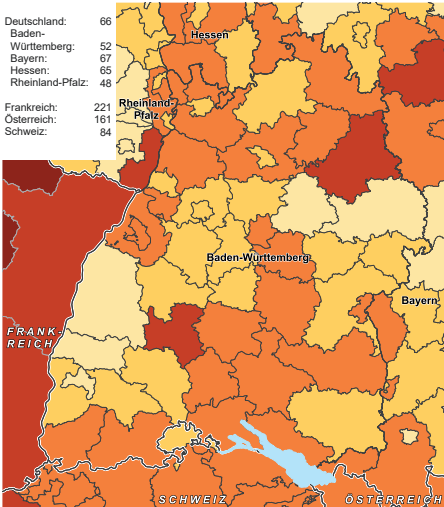 Deutschland: 66
Baden-
Württemberg: 52
Bayern: 67
Hessen: 65
Rheinland-Pfalz: 48
Frankreich: 221
Österreich: 161
Schweiz: 84
Hessen
Rheinland-
Pfalz
Baden-Württemberg
Bayern
FRANK-
REICH
SCHWEIZ
ÖSTERREICH